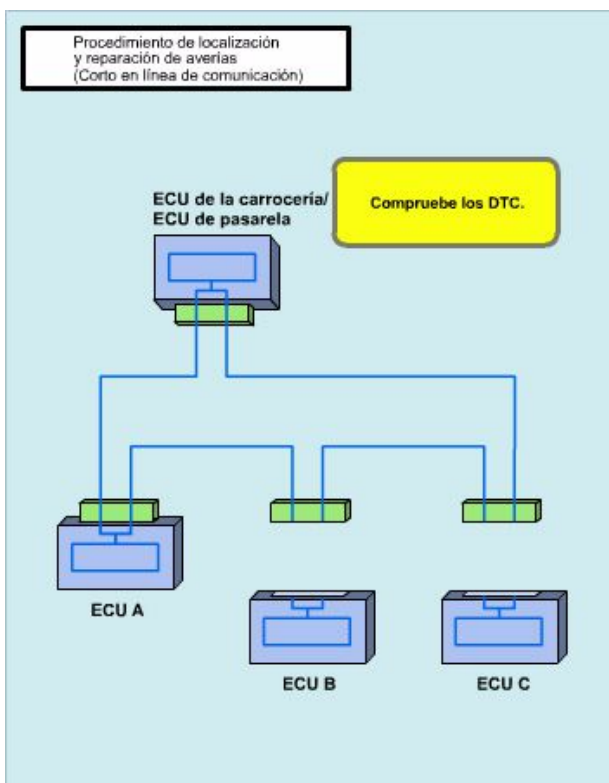 Procedimiento de localización
y reparación de averías
(Corto en línea de comunicación)
ECU de la carrocería/
ECU de pasarela
Compruebe los DTC.
ECU A
ECU B
ECU C